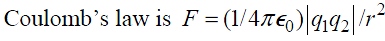 Coulomb’s law is F = (1/4πϵ₀)|q₁q₂|/r²